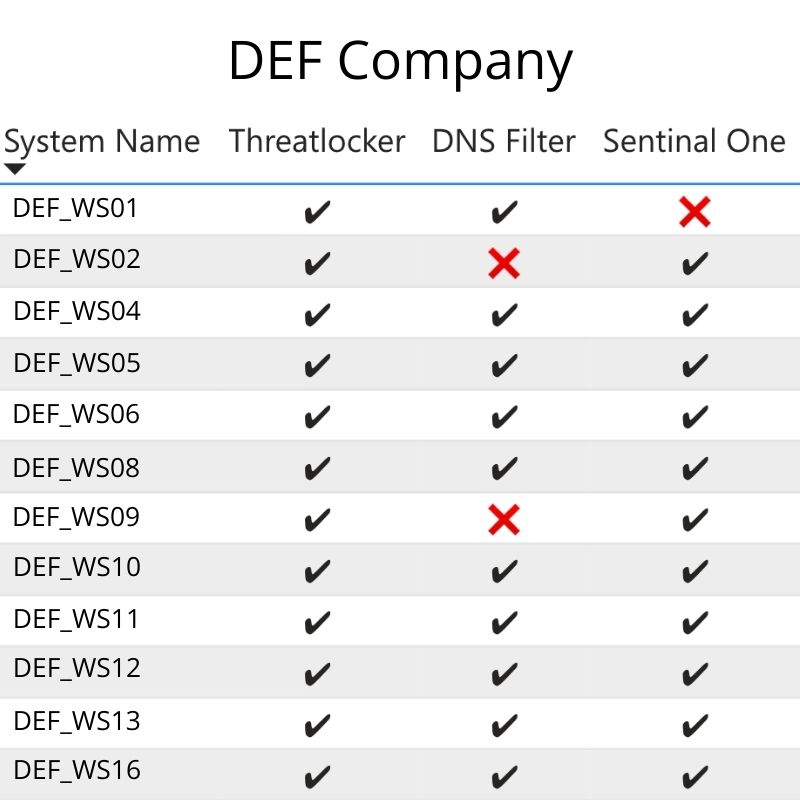 DEF Company
System Name Threatlocker DNS Filter Sentinal One
DEF_WS01 ✔ ✔ ❌
DEF_WS02 ✔ ❌ ✔
DEF_WS04 ✔ ✔ ✔
DEF_WS05 ✔ ✔ ✔
DEF_WS06 ✔ ✔ ✔
DEF_WS08 ✔ ✔ ✔
DEF_WS09 ✔ ❌ ✔
DEF_WS10 ✔ ✔ ✔
DEF_WS11 ✔ ✔ ✔
DEF_WS12 ✔ ✔ ✔
DEF_WS13 ✔ ✔ ✔
DEF_WS16 ✔ ✔ ✔